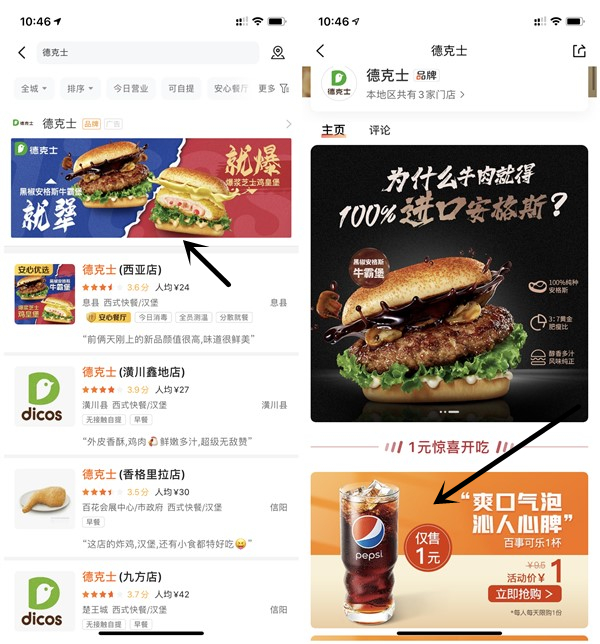 10:46
德克士
全城
排序
今日营业
可自提
安心餐厅
更多
德克士 品牌 广告
德克士
黑椒安格斯牛霸堡
就犟
就爆
爆浆芝士鸡皇堡
安心优选
黑椒安格斯
牛霸堡
爆浆芝士
鸡皇堡
德克士(西亚店)
3.6分 人均¥24
息县 西式快餐/汉堡 息县
安心餐厅 今日消毒 全员测温 分散就餐
“前俩天刚上的新品颜值很高,味道很鲜美”
dicos
德克士(潢川鑫地店)
3.9分 人均¥27
潢川县 西式快餐/汉堡 潢川县
无接触自提 早餐
“外皮香酥,鸡肉🍗鲜嫩多汁,超级无敌赞”
德克士(香格里拉店)
3.5分 人均¥30
百花会展中心/市政府 西式快餐/汉堡 信阳
早餐
“这店的炸鸡,汉堡,还有小食都特好吃😛”
dicos
德克士(九方店)
3.7分 人均¥42
楚王城 西式快餐/汉堡 信阳
无接触自提 早餐
10:46
德克士
dicos
德克士 品牌
本地区共有3家门店
主页
评论
为什么牛肉就得
100%进口安格斯?
黑椒安格斯
牛霸堡
100%纯种
安格斯
3:7黄金
肥瘦比
醇香多汁
风味纯正
1元惊喜开吃
“爽口气泡
沁人心脾”
百事可乐1杯
pepsi
仅售
1元
¥9.5
活动价¥1
立即抢购 >
*每人每天限购1份